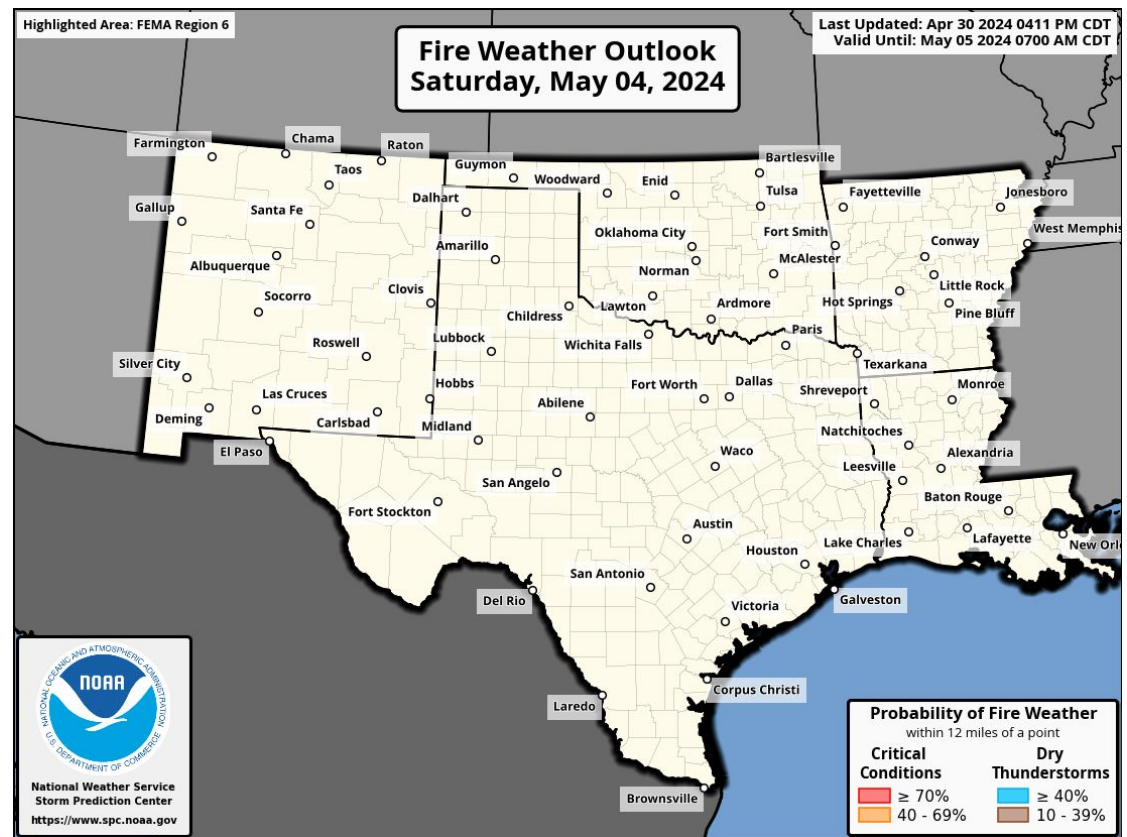 Highlighted Area: FEMA Region 6
Last Updated: Apr 30 2024 0411 PM CDT
Valid Until: May 05 2024 0700 AM CDT
Fire Weather Outlook
Saturday, May 04, 2024
Farmington
Chama
Raton
Taos
Guymon
Woodward
Enid
Bartlesville
Tulsa
Fayetteville
Jonesboro
Gallup
Santa Fe
Dalhart
Amarillo
Oklahoma City
Fort Smith
Conway
West Memphis
Albuquerque
Norman
McAlester
Little Rock
Socorro
Clovis
Childress
Lawton
Ardmore
Hot Springs
Pine Bluff
Roswell
Lubbock
Wichita Falls
Paris
Texarkana
Silver City
Hobbs
Fort Worth
Dallas
Shreveport
Monroe
Las Cruces
Deming
Carlsbad
Midland
Abilene
Natchitoches
El Paso
San Angelo
Waco
Leesville
Alexandria
Fort Stockton
Austin
Baton Rouge
Houston
Lake Charles
Lafayette
New Orl
San Antonio
Del Rio
Victoria
Galveston
Corpus Christi
Laredo
Brownsville
NATIONAL OCEANIC AND ATMOSPHERIC ADMINISTRATION
NOAA
U.S. DEPARTMENT OF COMMERCE
National Weather Service
Storm Prediction Center
https://www.spc.noaa.gov
Probability of Fire Weather
within 12 miles of a point
Critical Conditions
≥ 70%
40 - 69%
Dry Thunderstorms
≥ 40%
10 - 39%